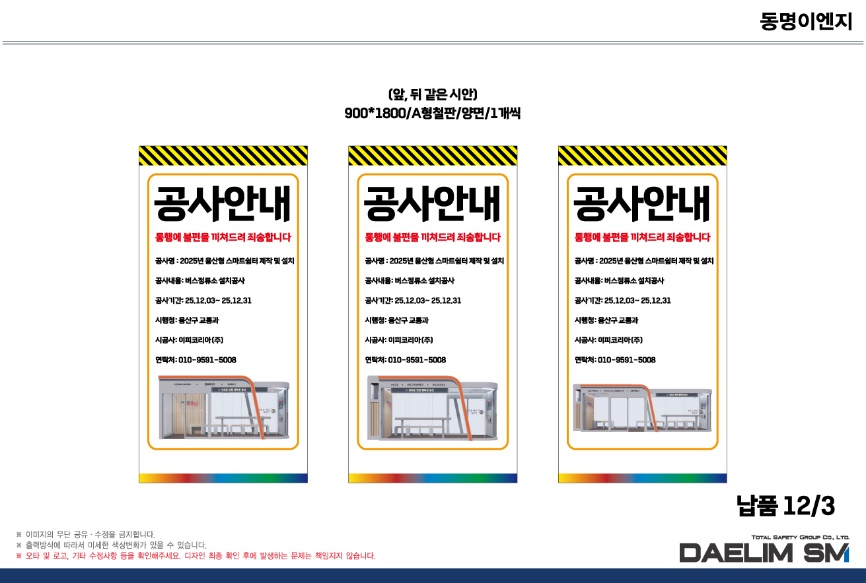 동명이엔지
(앞, 뒤 같은 시안)
900*1800/A형철판/양면/1개씩
공사안내
통행에 불편을 끼쳐드려 죄송합니다
공사명 : 2025년 용산형 스마트쉘터 제작 및 설치
공사내용: 버스정류소 설치공사
공사기간: 25.12.03~ 25.12.31
시행청: 용산구 교통과
시공사: 이피코리아(주)
연락처: 010-9591-5008
공사안내
통행에 불편을 끼쳐드려 죄송합니다
공사명 : 2025년 용산형 스마트쉘터 제작 및 설치
공사내용: 버스정류소 설치공사
공사기간: 25.12.03~ 25.12.31
시행청: 용산구 교통과
시공사: 이피코리아(주)
연락처: 010-9591-5008
공사안내
통행에 불편을 끼쳐드려 죄송합니다
공사명 : 2025년 용산형 스마트쉘터 제작 및 설치
공사내용: 버스정류소 설치공사
공사기간: 25.12.03~ 25.12.31
시행청: 용산구 교통과
시공사: 이피코리아(주)
연락처: 010-9591-5008
납품 12/3
※ 이미지의 무단 공유·수정을 금지합니다.
※ 출력방식에 따라서 미세한 색상변화가 있을 수 있습니다.
※ 오타 및 로고, 기타 수정사항 등을 확인해주세요. 디자인 최종 확인 후에 발생하는 문제는 책임지지 않습니다.
TOTAL SAFETY GROUP CO., LTD.
DAELIM SM